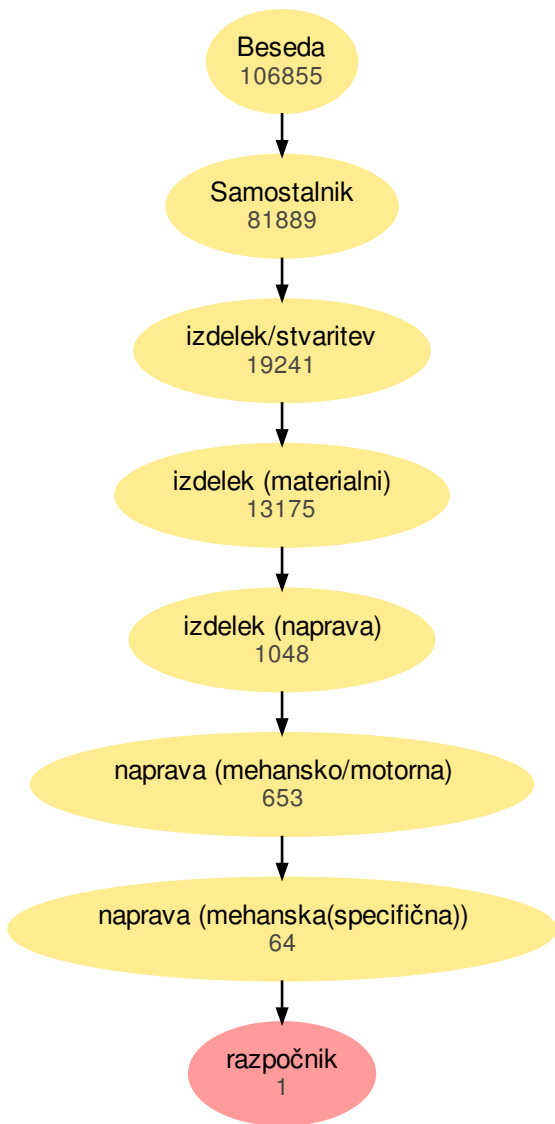 Beseda
106855
Samostalnik
81889
izdelek/stvaritev
19241
izdelek (materialni)
13175
izdelek (naprava)
1048
naprava (mehansko/motorna)
653
naprava (mehanska(specifična))
64
razpočnik
1